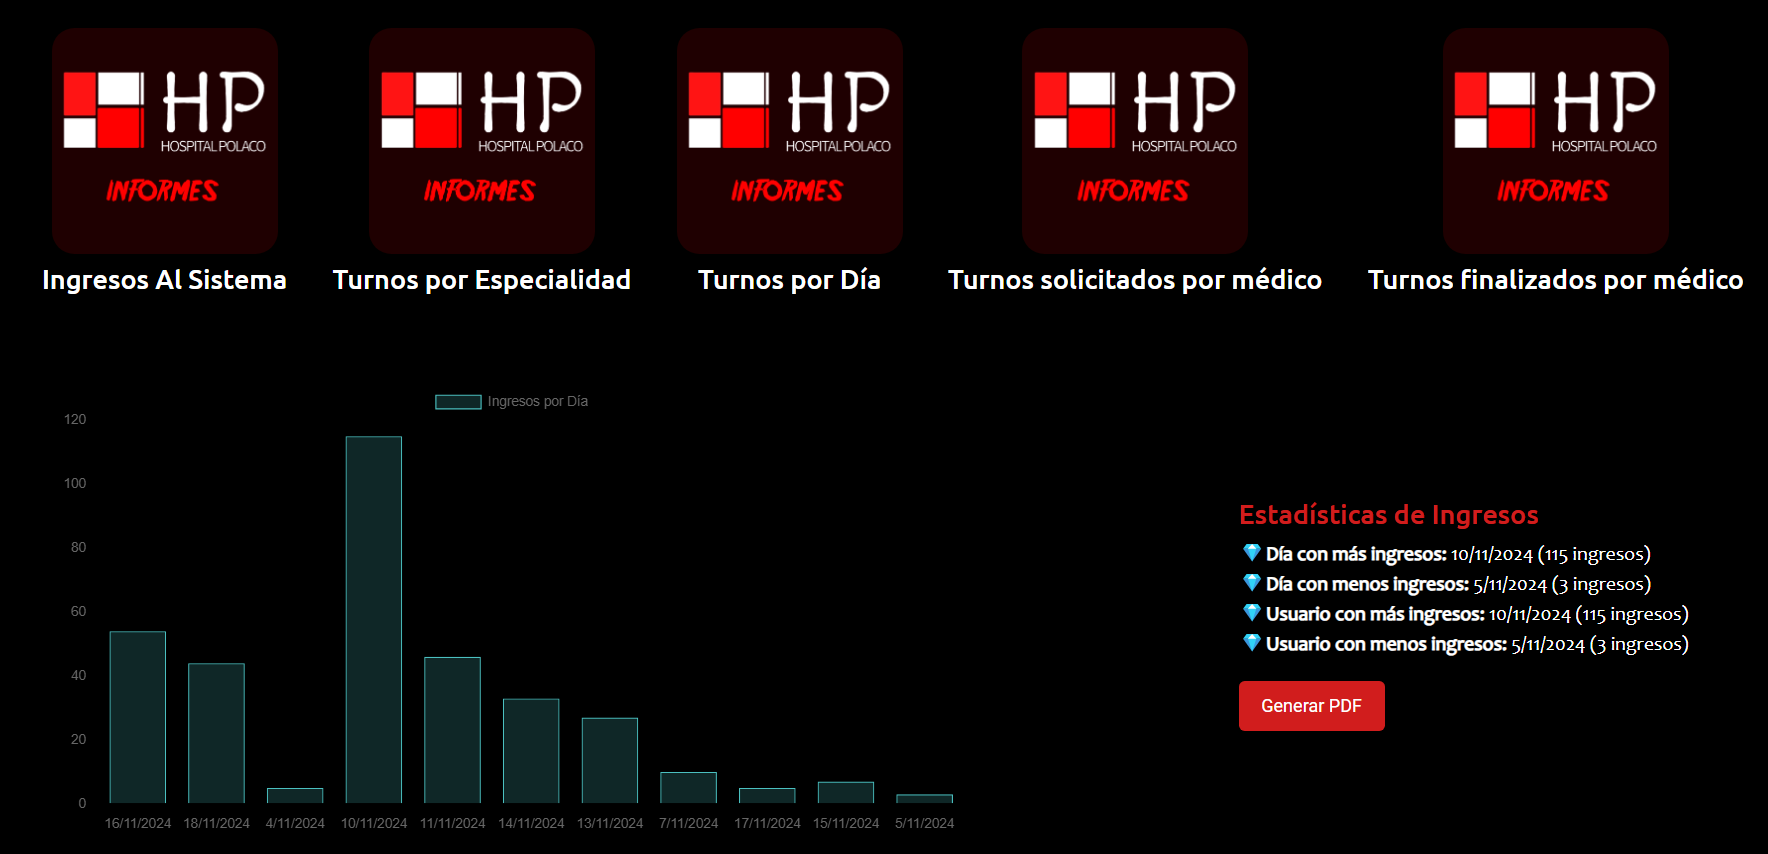 HP
HOSPITAL POLACO
INFORMES
Ingresos Al Sistema
HP
HOSPITAL POLACO
INFORMES
Turnos por Especialidad
HP
HOSPITAL POLACO
INFORMES
Turnos por Día
HP
HOSPITAL POLACO
INFORMES
Turnos solicitados por médico
HP
HOSPITAL POLACO
INFORMES
Turnos finalizados por médico
Ingresos por Día
120
100
80
60
40
20
0
16/11/2024 18/11/2024 4/11/2024 10/11/2024 11/11/2024 14/11/2024 13/11/2024 7/11/2024 17/11/2024 15/11/2024 5/11/2024
Estadísticas de Ingresos
Día con más ingresos: 10/11/2024 (115 ingresos)
Día con menos ingresos: 5/11/2024 (3 ingresos)
Usuario con más ingresos: 10/11/2024 (115 ingresos)
Usuario con menos ingresos: 5/11/2024 (3 ingresos)
Generar PDF